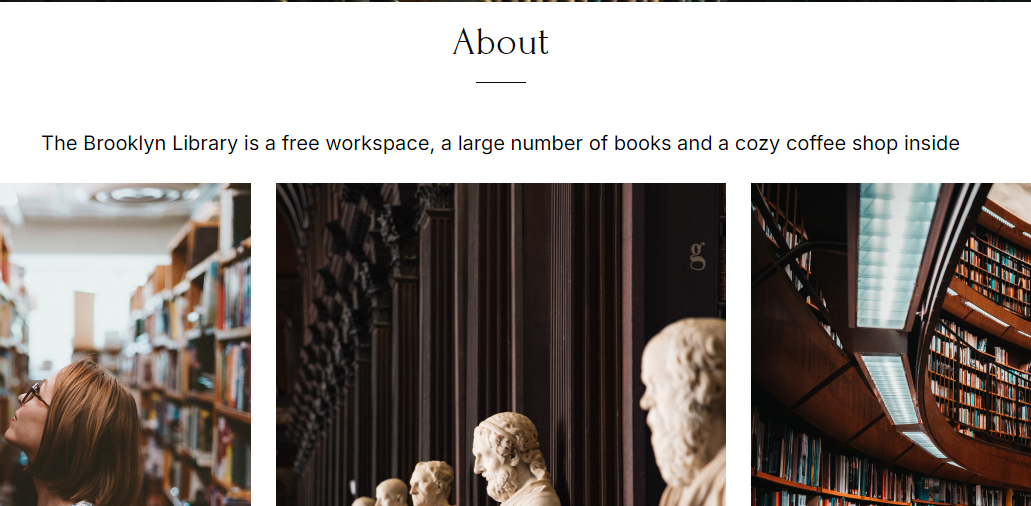 About
The Brooklyn Library is a free workspace, a large number of books and a cozy coffee shop inside
g